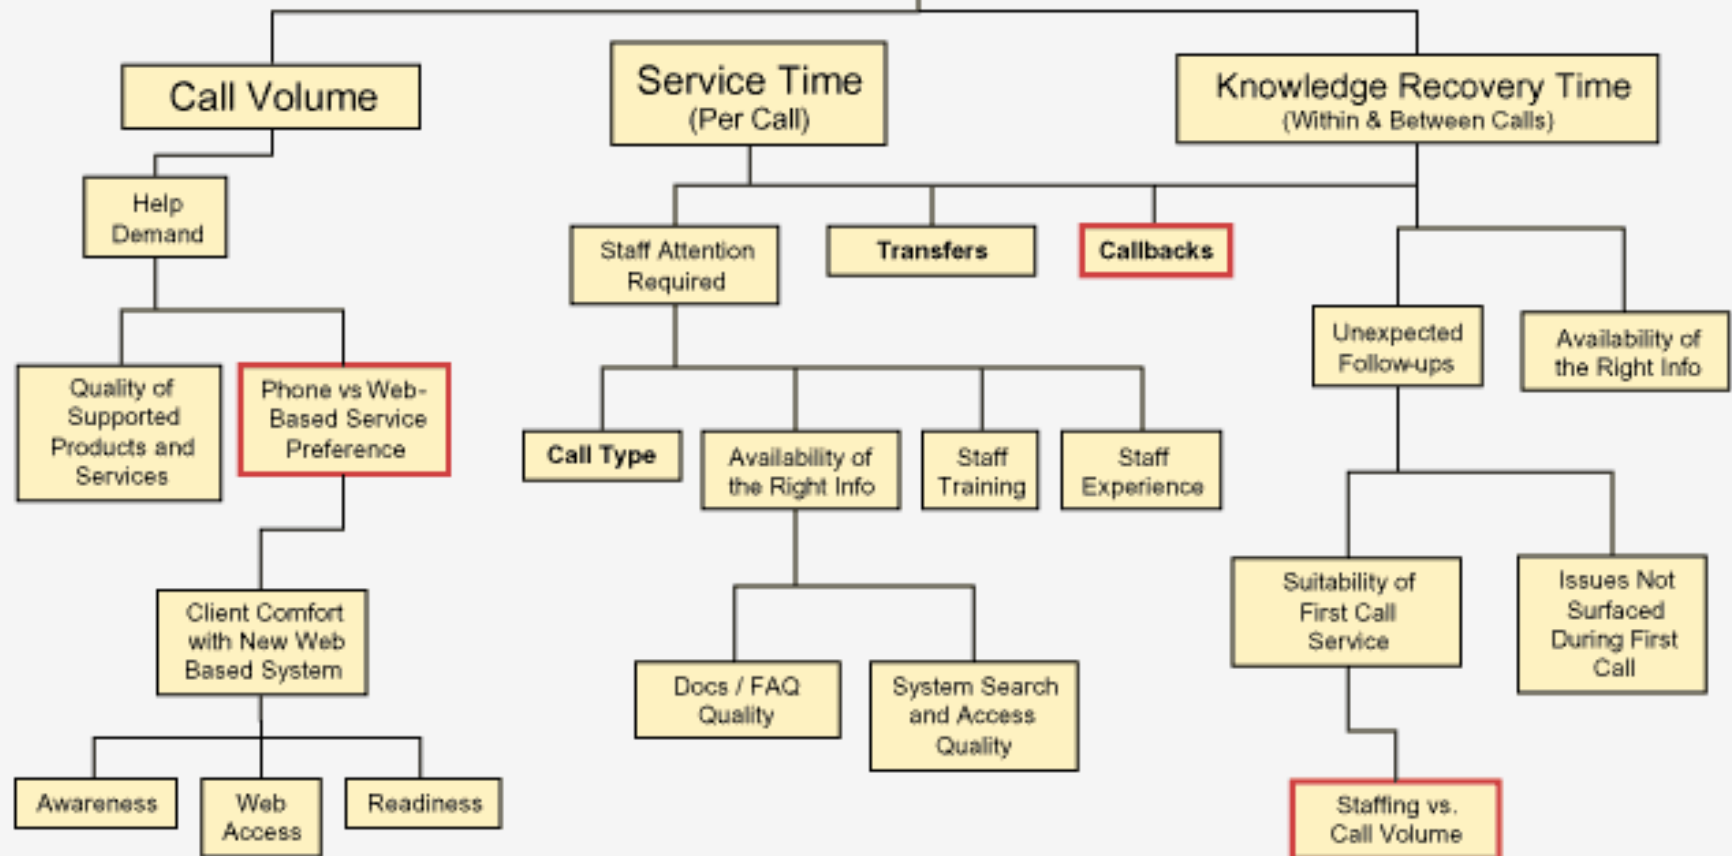 Call Volume
Service Time
(Per Call)
Knowledge Recovery Time
(Within & Between Calls)
Help
Demand
Staff Attention
Required
Transfers
Callbacks
Unexpected
Follow-ups
Availability of
the Right Info
Quality of
Supported
Products and
Services
Phone vs Web-
Based Service
Preference
Call Type
Availability of
the Right Info
Staff
Training
Staff
Experience
Client Comfort
with New Web
Based System
Docs / FAQ
Quality
System Search
and Access
Quality
Suitability of
First Call
Service
Issues Not
Surfaced
During First
Call
Awareness
Web
Access
Readiness
Staffing vs.
Call Volume